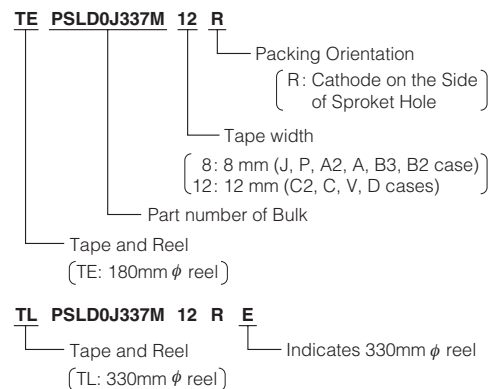 TE PSLD0J337M 12 R
Packing Orientation
(R: Cathode on the Side
of Sproket Hole)
Tape width
(8: 8 mm (J, P, A2, A, B3, B2 case)
12: 12 mm (C2, C, V, D cases))
Part number of Bulk
Tape and Reel
(TE: 180mm ϕ reel)
TL PSLD0J337M 12 R E
Tape and Reel
Indicates 330mm ϕ reel
(TL: 330mm ϕ reel)